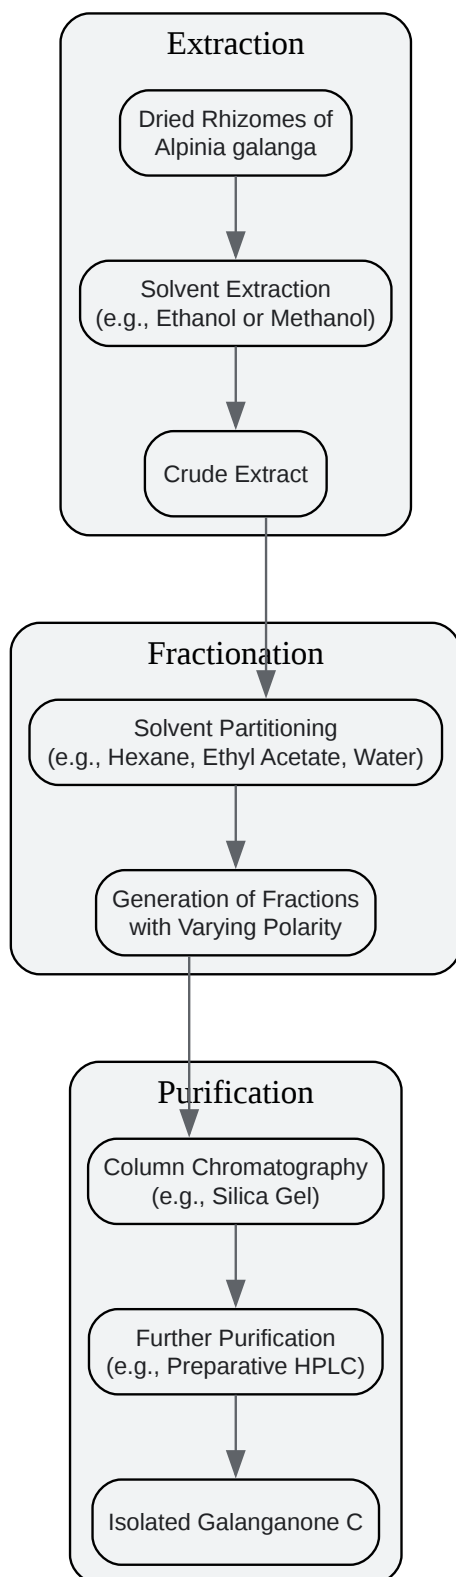 Extraction
Dried Rhizomes of
Alpinia galanga
Solvent Extraction
(e.g., Ethanol or Methanol)
Crude Extract
Fractionation
Solvent Partitioning
(e.g., Hexane, Ethyl Acetate, Water)
Generation of Fractions
with Varying Polarity
Purification
Column Chromatography
(e.g., Silica Gel)
Further Purification
(e.g., Preparative HPLC)
Isolated Galanganone C